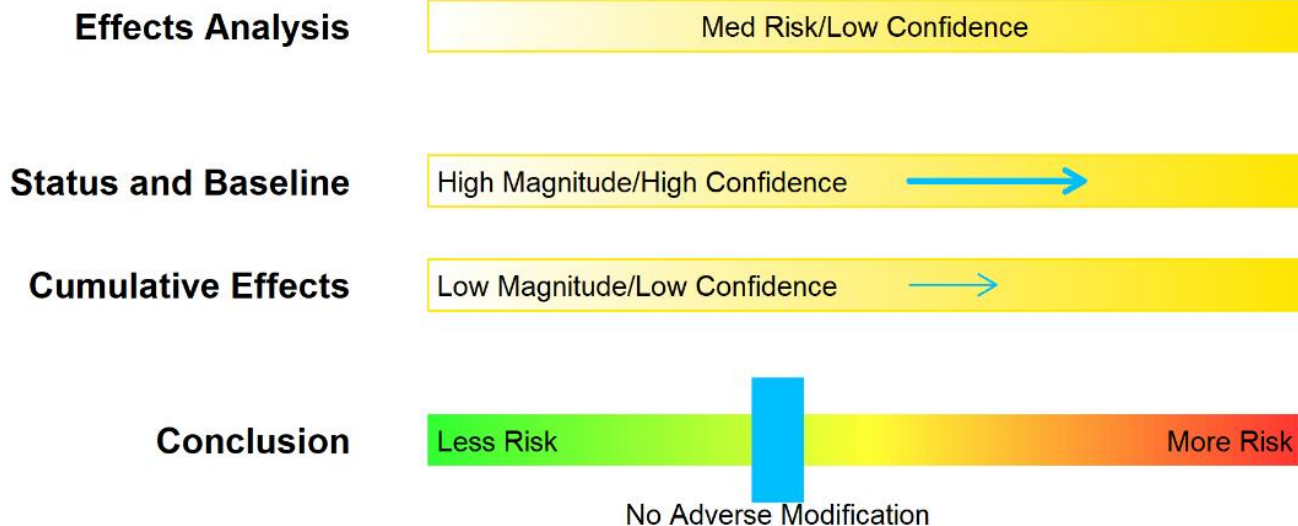 Effects Analysis
Med Risk/Low Confidence
Status and Baseline
High Magnitude/High Confidence
Cumulative Effects
Low Magnitude/Low Confidence
Conclusion
Less Risk
More Risk
No Adverse Modification